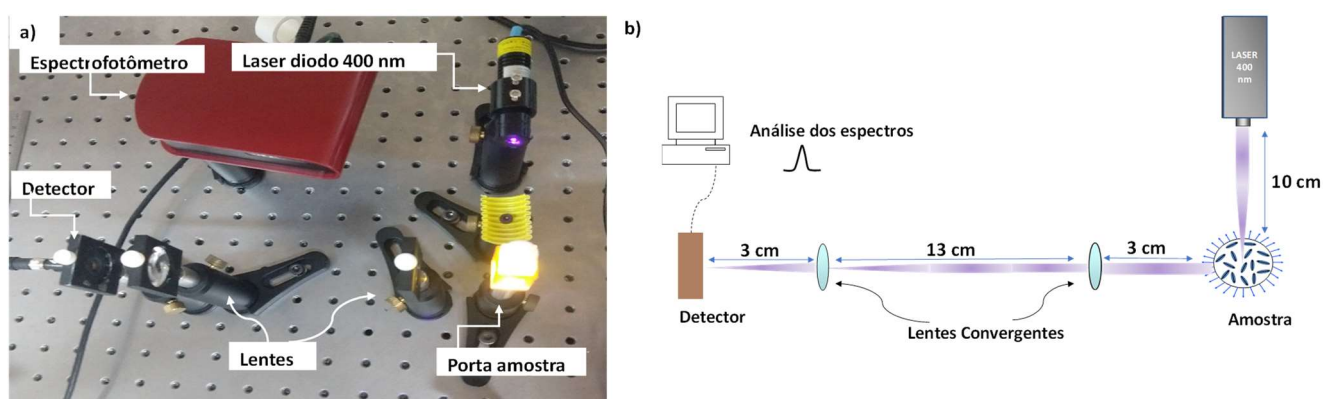 a)
Espectrofotômetro
Laser diodo 400 nm
Detector
Lentes
Porta amostra
b)
LASER
400
nm
Análise dos espectros
10 cm
3 cm
13 cm
3 cm
Detector
Lentes Convergentes
Amostra